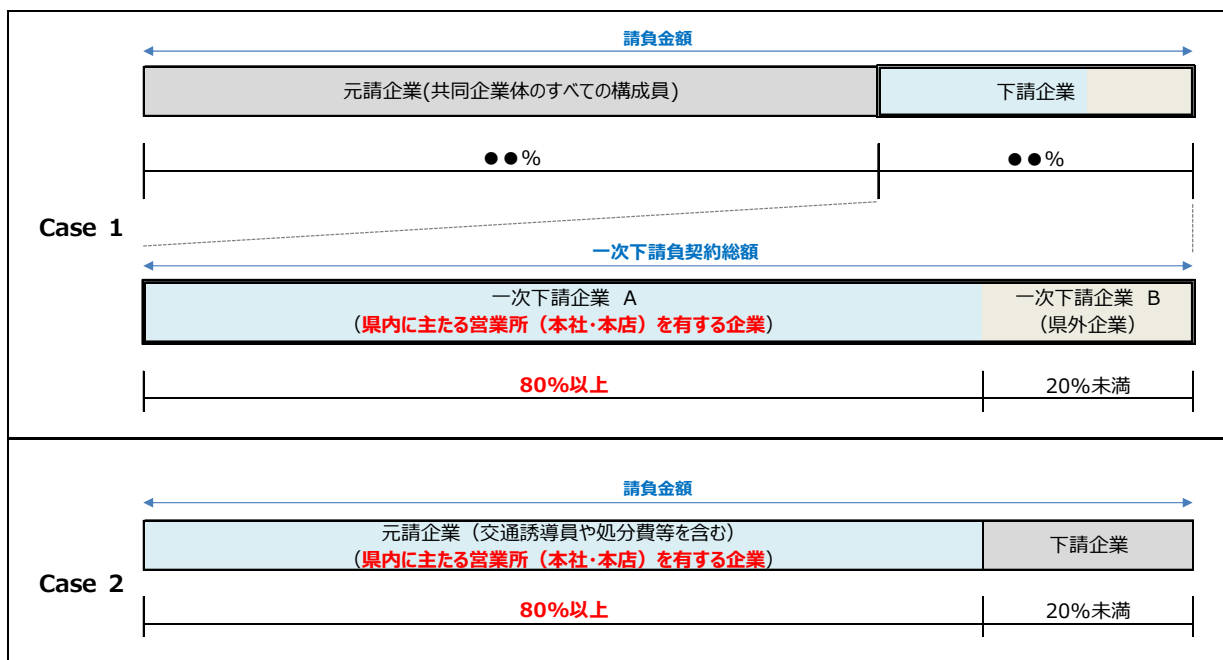 請負金額
元請企業(共同企業体のすべての構成員)
下請企業
●●%
●●%
Case 1
一次下請負契約総額
一次下請企業 A
（県内に主たる営業所（本社・本店）を有する企業）
一次下請企業 B
（県外企業）
80%以上
20%未満
請負金額
元請企業（交通誘導員や処分費等を含む）
（県内に主たる営業所（本社・本店）を有する企業）
下請企業
Case 2
80%以上
20%未満